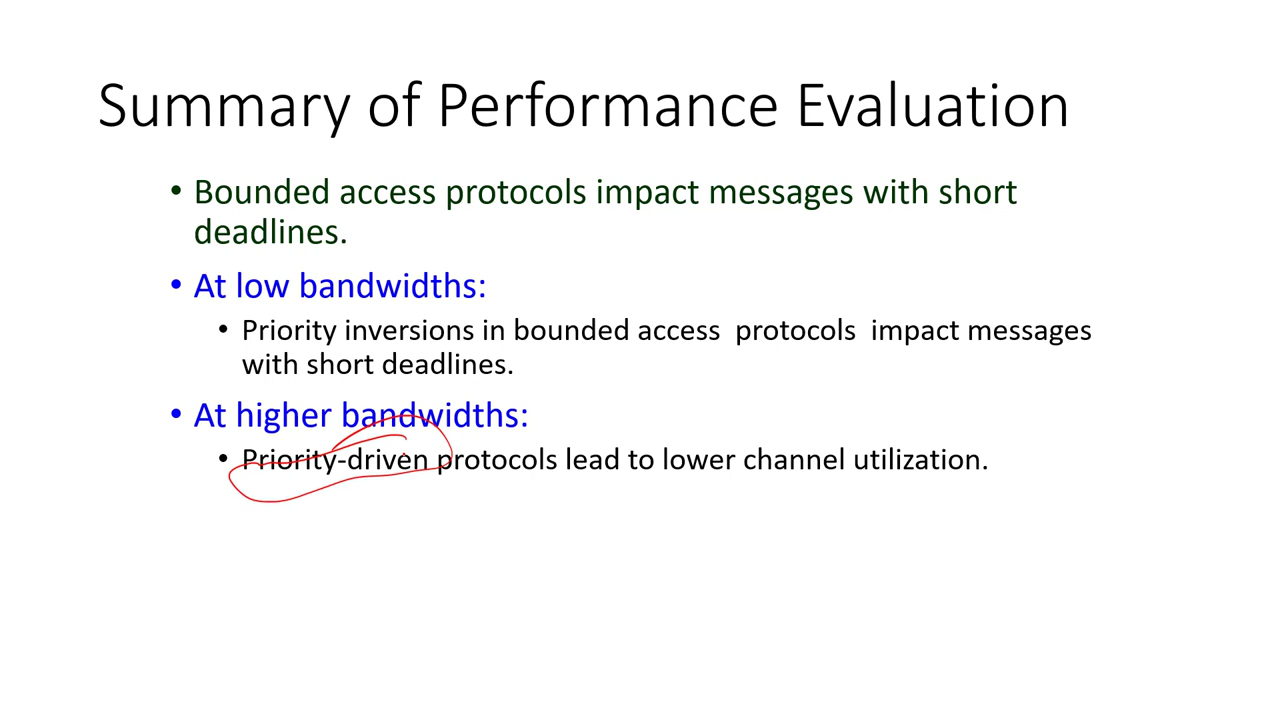 Summary of Performance Evaluation
• Bounded access protocols impact messages with short
deadlines.
• At low bandwidths:
• Priority inversions in bounded access protocols impact messages
with short deadlines.
• At higher bandwidths:
• Priority-driven protocols lead to lower channel utilization.